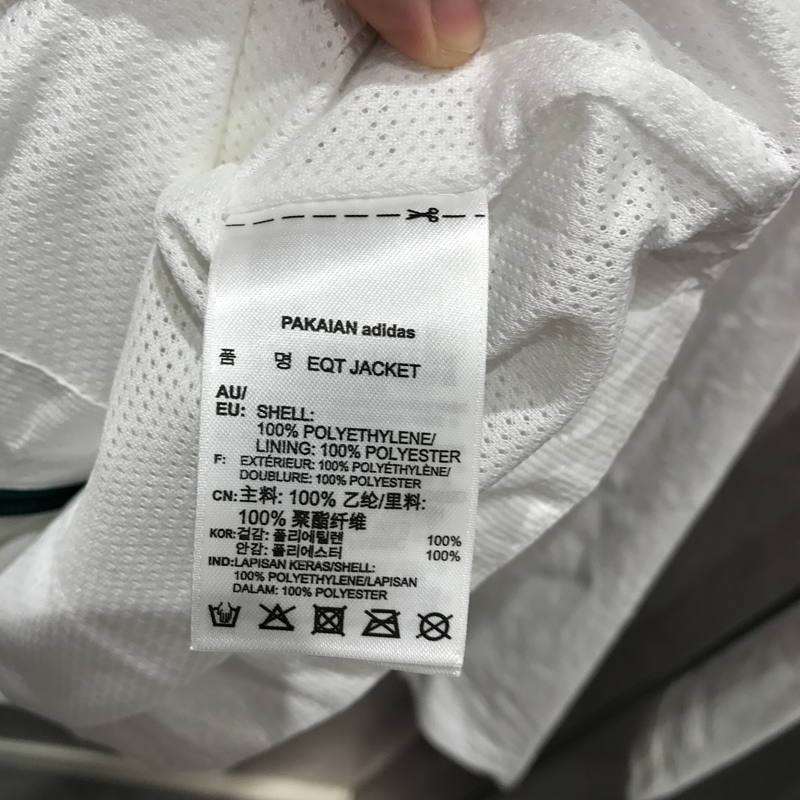 PAKAIAN adidas
품 명 EQT JACKET
AU/
EU: SHELL:
100% POLYETHYLENE/
LINING: 100% POLYESTER
F: EXTÉRIEUR: 100% POLYÉTHYLÈNE/
DOUBLURE: 100% POLYESTER
CN:主料: 100% 乙纶/里料:
100% 聚酯纤维
KOR:겉감: 폴리에틸렌 100%
안감: 폴리에스터 100%
IND:LAPISAN KERAS/SHELL:
100% POLYETHYLENE/LAPISAN
DALAM: 100% POLYESTER